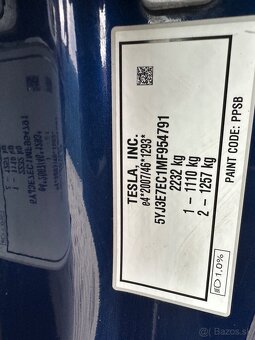 TESLA, INC.
e4*2007/46*1293*
5YJ3E7EC1MF954791
2232 kg
1 - 1110 kg
2 - 1257 kg
PAINT CODE: PPSB
1.0%
bazos.sk